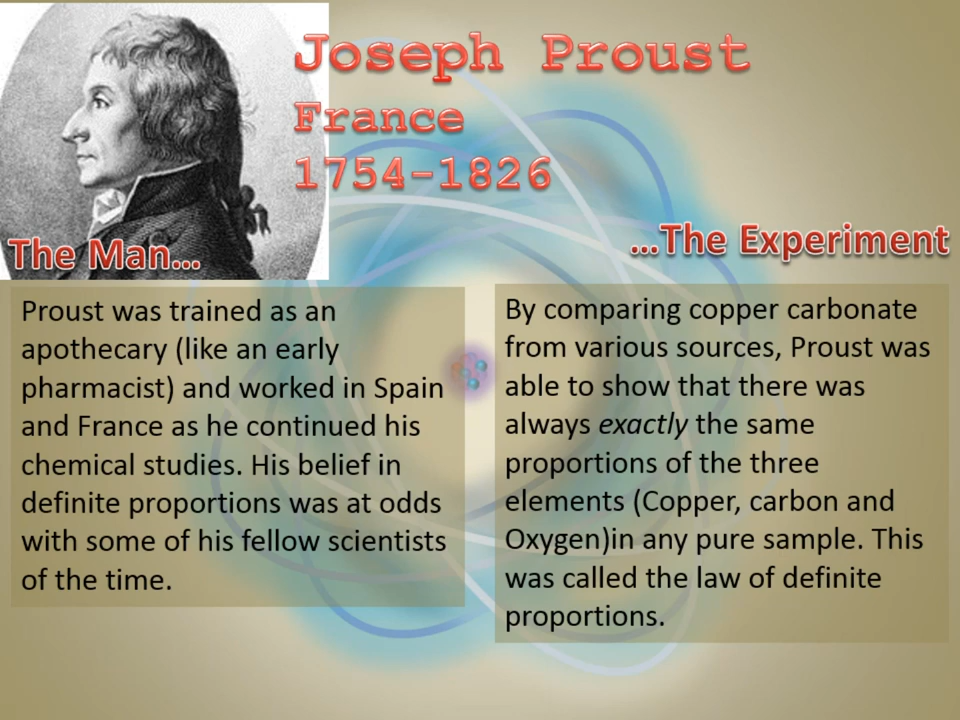 Joseph Proust
France
1754-1826
The Man...
...The Experiment
Proust was trained as an
apothecary (like an early
pharmacist) and worked in Spain
and France as he continued his
chemical studies. His belief in
definite proportions was at odds
with some of his fellow scientists
of the time.
By comparing copper carbonate
from various sources, Proust was
able to show that there was
always exactly the same
proportions of the three
elements (Copper, carbon and
Oxygen)in any pure sample. This
was called the law of definite
proportions.